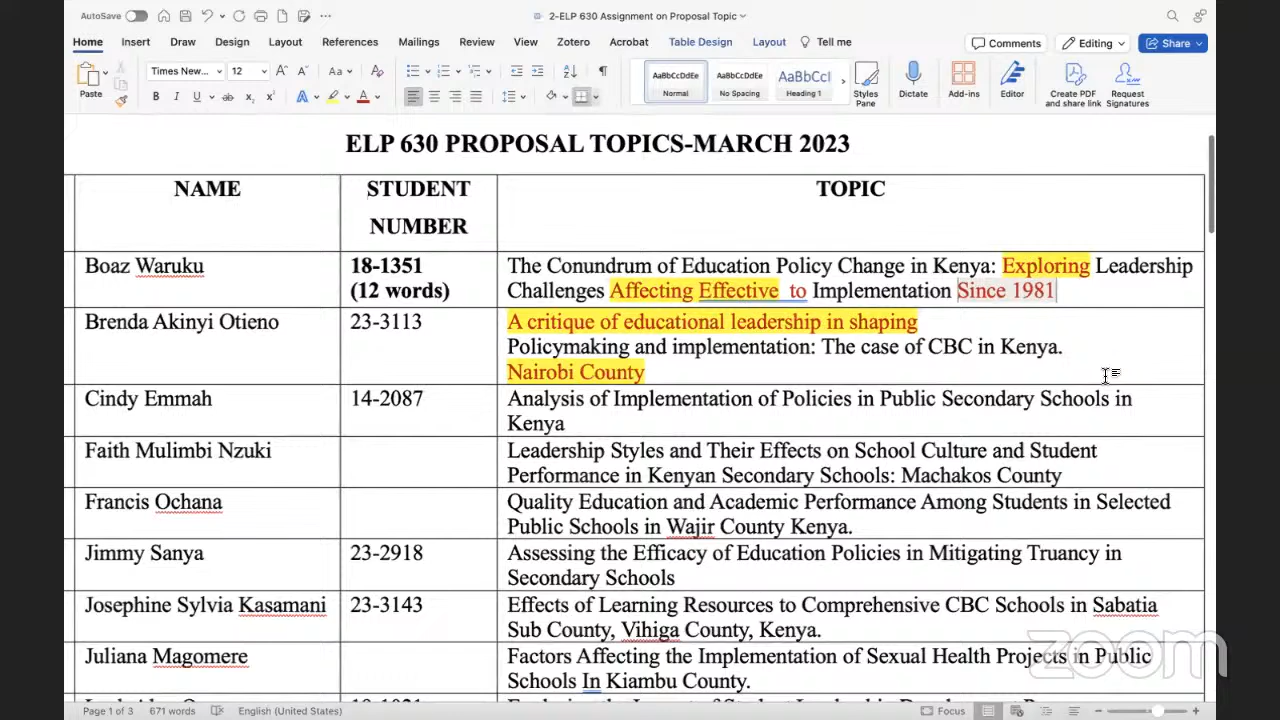 AutoSave
2-ELP 630 Assignment on Proposal Topic
Home Insert Draw Design Layout References Mailings Review View Zotero Acrobat Table Design Layout Tell me Comments Editing Share
Paste Times New... 12 Aa AaBbCcDdEe AaBbCcDdEe AaBbCcI
Normal No Spacing Heading 1 Styles Pane Dictate Add-ins Editor Create PDF and share link Request Signatures
ELP 630 PROPOSAL TOPICS-MARCH 2023
NAME STUDENT NUMBER TOPIC
Boaz Waruku 18-1351 The Conundrum of Education Policy Change in Kenya: Exploring Leadership
(12 words) Challenges Affecting Effective to Implementation Since 1981
Brenda Akinyi Otieno 23-3113 A critique of educational leadership in shaping
Policymaking and implementation: The case of CBC in Kenya.
Nairobi County
Cindy Emmah 14-2087 Analysis of Implementation of Policies in Public Secondary Schools in
Kenya
Faith Mulimbi Nzuki Leadership Styles and Their Effects on School Culture and Student
Performance in Kenyan Secondary Schools: Machakos County
Francis Ochana Quality Education and Academic Performance Among Students in Selected
Public Schools in Wajir County Kenya.
Jimmy Sanya 23-2918 Assessing the Efficacy of Education Policies in Mitigating Truancy in
Secondary Schools
Josephine Sylvia Kasamani 23-3143 Effects of Learning Resources to Comprehensive CBC Schools in Sabatia
Sub County, Vihiga County, Kenya.
Juliana Magomere Factors Affecting the Implementation of Sexual Health Projects in Public
Schools In Kiambu County.
zoom
Page 1 of 3 671 words English (United States) Focus